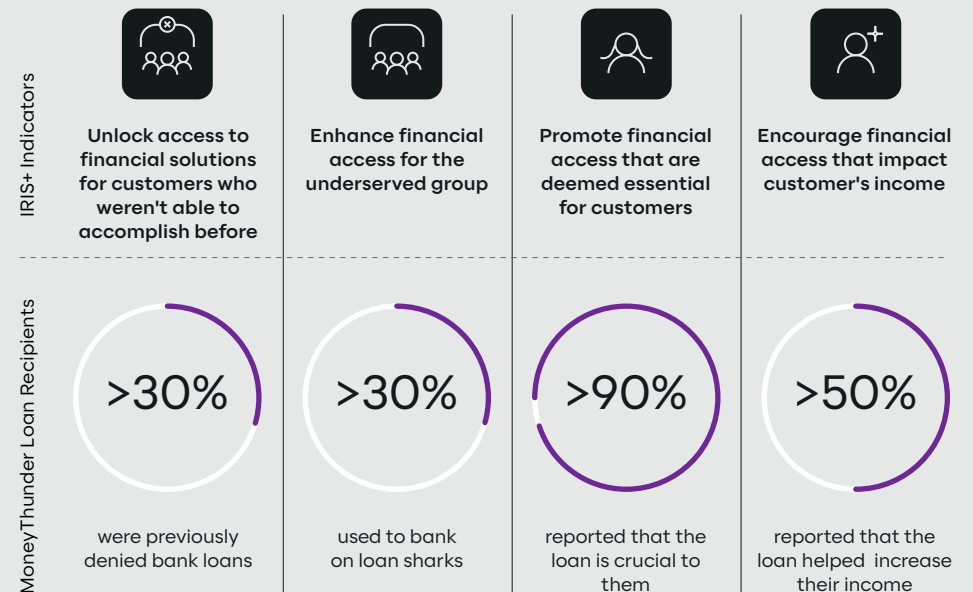 IRIS+ Indicators
Unlock access to
financial solutions
for customers who
weren't able to
accomplish before
Enhance financial
access for the
underserved group
Promote financial
access that are
deemed essential
for customers
Encourage financial
access that impact
customer's income
MoneyThunder Loan Recipients
>30%
were previously
denied bank loans
>30%
used to bank
on loan sharks
>90%
reported that the
loan is crucial to
them
>50%
reported that the
loan helped  increase
their income